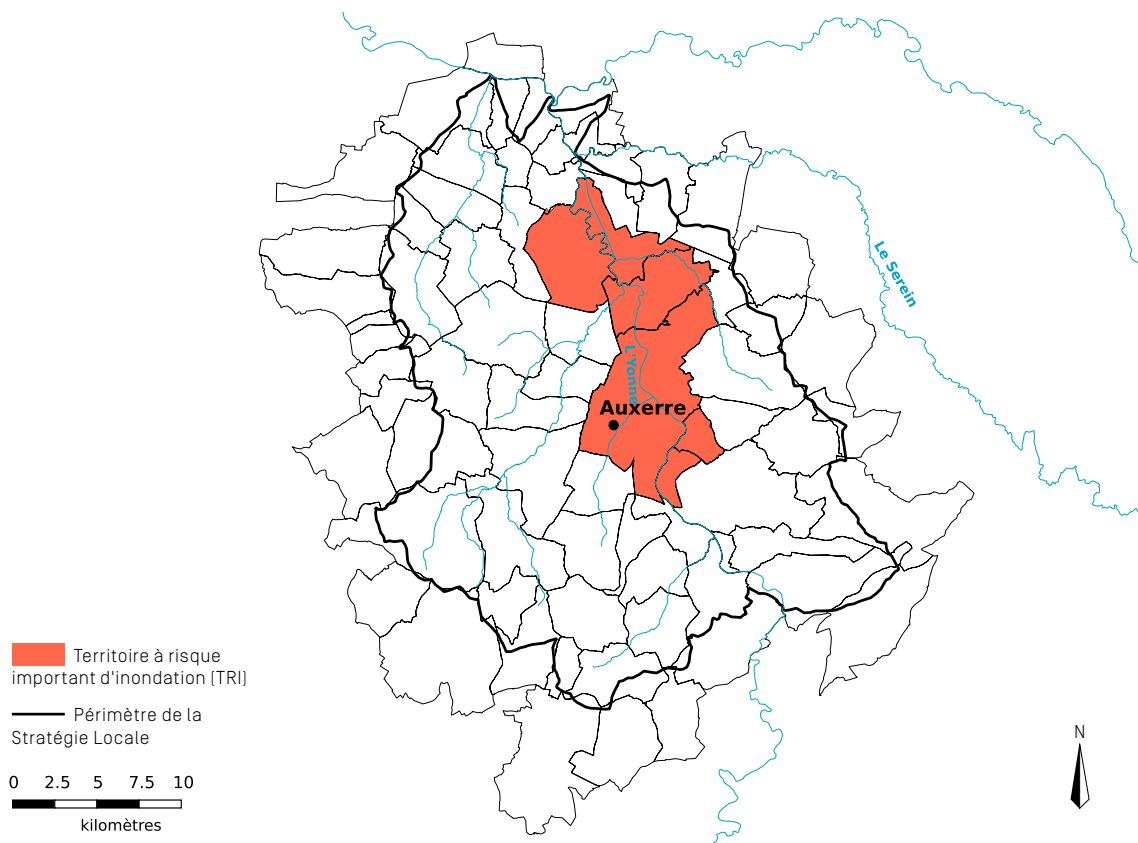 Le Serein
L'Yonne
Auxerre
Territoire à risque
important d'inondation (TRI)
Périmètre de la
Stratégie Locale
0 2.5 5 7.5 10
kilomètres
N